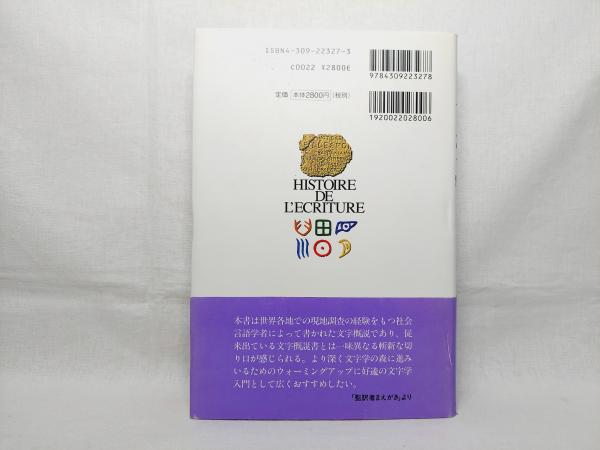 ISBN4-309-22327-3
C0022 ¥2800E
定価 本体2800円(税別)
9784309223278
1920022028006
HISTOIRE
DE
L'ECRITURE
本書は世界各地での現地調査の経験をもつ社会
言語学者によって書かれた文字概説であり、従
来出ている文字概説書とは一味異なる斬新な切
り口が感じられる。より深く文字学の森に進み
いるためのウォーミングアップに好適の文字学
入門として広くおすすめしたい。
「監訳者まえがき」より